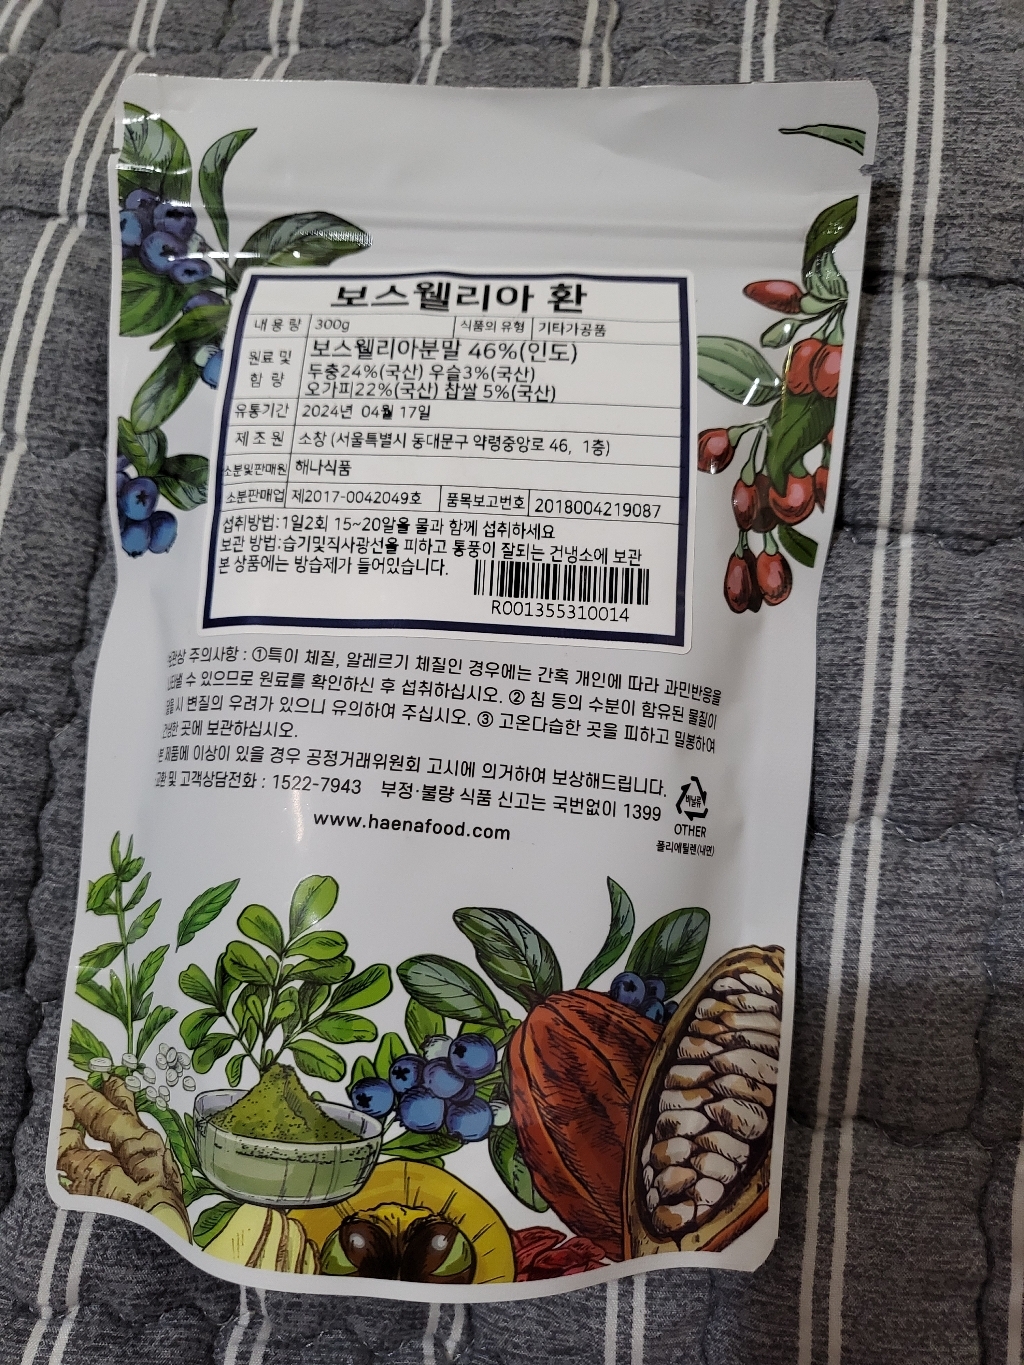 보스웰리아 환
내용량 300g 식품의 유형 기타가공품
원료 및 함량 보스웰리아분말 46%(인도)
두충24%(국산) 우슬3%(국산)
오가피22%(국산) 찹쌀 5%(국산)
유통기간 2024년 04월 17일
제조원 소창 (서울특별시 동대문구 약령중앙로 46, 1층)
소분및판매원 해나식품
소분판매업 제2017-0042049호 품목보고번호 2018004219087
섭취방법:1일2회 15~20알을 물과 함께 섭취하세요
보관 방법:습기및직사광선을 피하고 통풍이 잘되는 건냉소에 보관
본 상품에는 방습제가 들어있습니다.
R001355310014
주의사항 : ①특이 체질, 알레르기 체질인 경우에는 간혹 개인에 따라 과민반응을
수 있으므로 원료를 확인하신 후 섭취하십시오. ② 침 등의 수분이 함유된 물질이
시 변질의 우려가 있으니 유의하여 주십시오. ③ 고온다습한 곳을 피하고 밀봉하여
곳에 보관하십시오.
본 제품에 이상이 있을 경우 공정거래위원회 고시에 의거하여 보상해드립니다.
교환 및 고객상담전화 : 1522-7943 부정·불량 식품 신고는 국번없이 1399
www.haenafood.com
비닐류
OTHER
폴리에틸렌(내면)